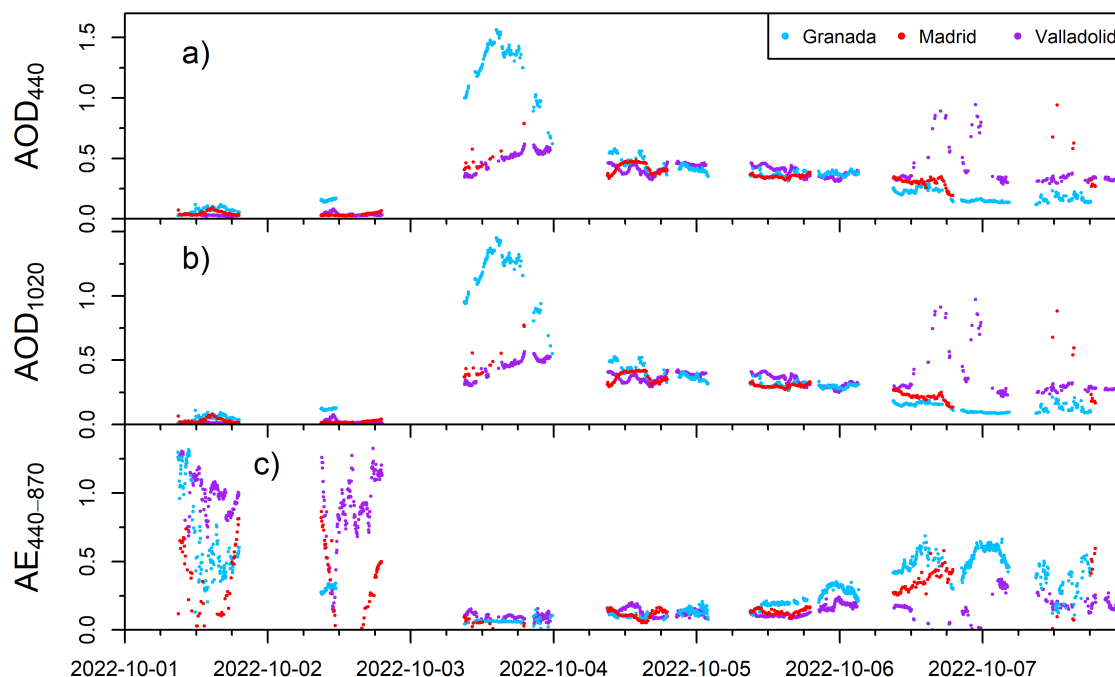 a)
Granada Madrid Valladolid
AOD440
0.0 0.5 1.0 1.5
b)
AOD1020
0.0 0.5 1.0
c)
AE440−870
0.0 0.5 1.0
2022-10-01 2022-10-02 2022-10-03 2022-10-04 2022-10-05 2022-10-06 2022-10-07